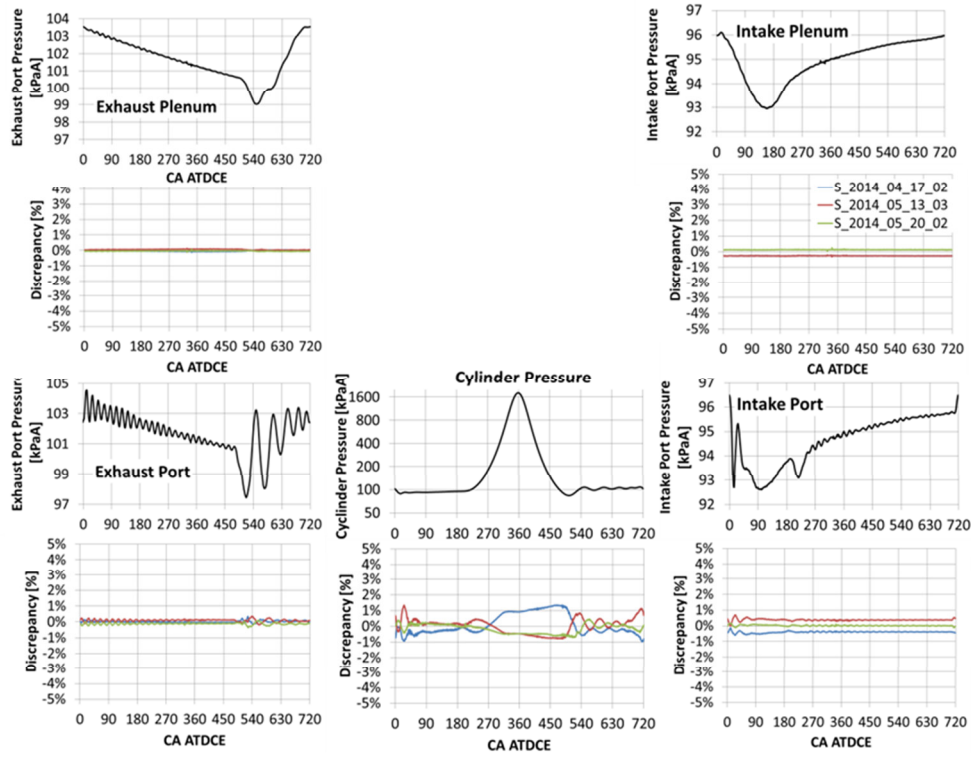 Exhaust Port Pressure
[kPaA]
104
103
102
101
100
99
98
97
Exhaust Plenum
0 90 180 270 360 450 540 630 720
CA ATDCE
Intake Port Pressure
[kPaA]
97
96
95
94
93
92
Intake Plenum
0 90 180 270 360 450 540 630 720
Discrepancy [%]
4%
3%
2%
1%
0%
-1%
-2%
-3%
-4%
-5%
0 90 180 270 360 450 540 630 720
CA ATDCE
Discrepancy [%]
5%
4%
3%
2%
1%
0%
-1%
-2%
-3%
-4%
-5%
S_2014_04_17_02
S_2014_05_13_03
S_2014_05_20_02
0 90 180 270 360 450 540 630 720
CA ATDCE
Exhaust Port Pressure
[kPaA]
105
103
101
99
97
Exhaust Port
0 90 180 270 360 450 540 630 720
Cylinder Pressure
Cyclinder Pressure [kPaA]
1600
800
400
200
100
50
0 90 180 270 360 450 540 630 720
Intake Port Pressure
[kPaA]
97
96
95
94
93
92
Intake Port
0 90 180 270 360 450 540 630 720
Discrepancy [%]
5%
4%
3%
2%
1%
0%
-1%
-2%
-3%
-4%
-5%
0 90 180 270 360 450 540 630 720
CA ATDCE
Discrepancy [%]
5%
4%
3%
2%
1%
0%
-1%
-2%
-3%
-4%
-5%
0 90 180 270 360 450 540 630 720
CA ATDCE
Discrepancy [%]
5%
4%
3%
2%
1%
0%
-1%
-2%
-3%
-4%
-5%
0 90 180 270 360 450 540 630 720
CA ATDCE